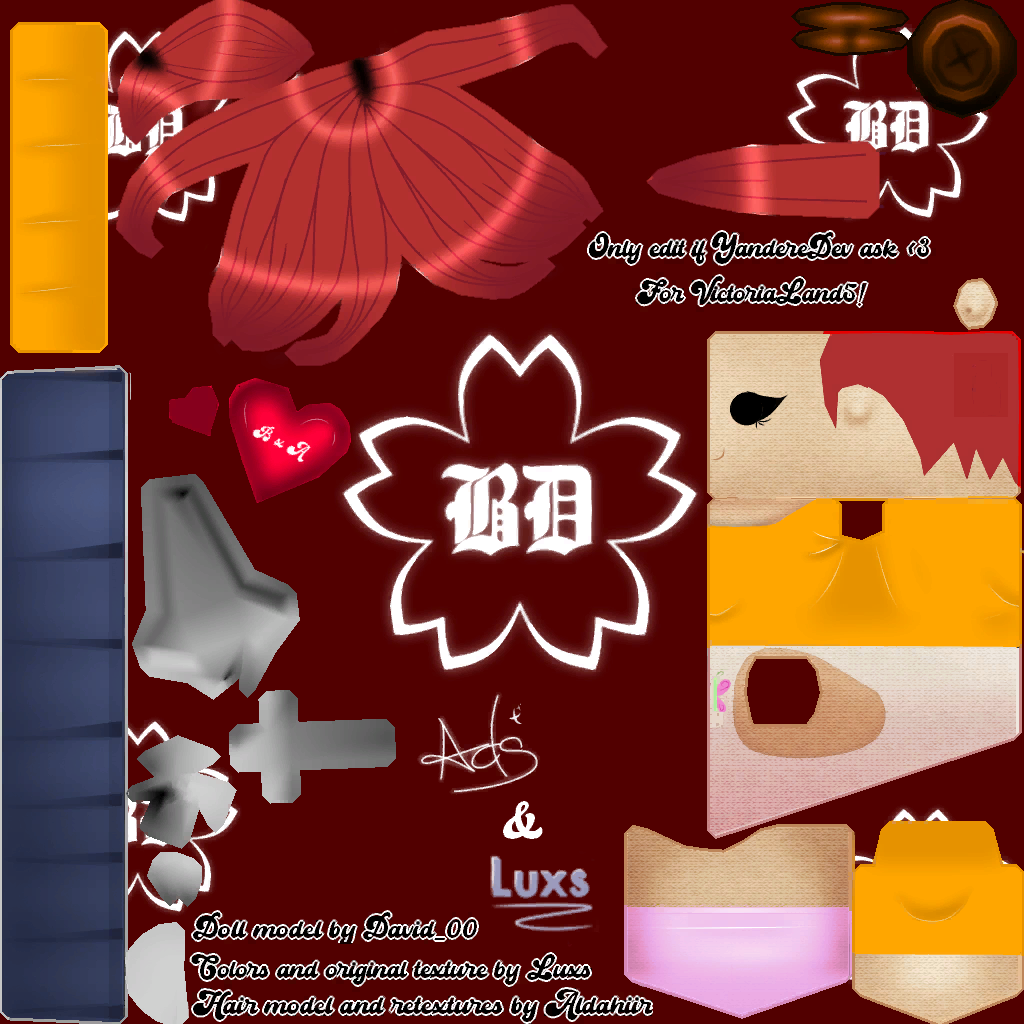 BD
Only edit if YandereDev ask <3
For VictoriaLand5!
B & A
BD
Ads
&
Luxs
Doll model by David_00
Colors and original texture by Luxs
Hair model and retextures by Aldahiir